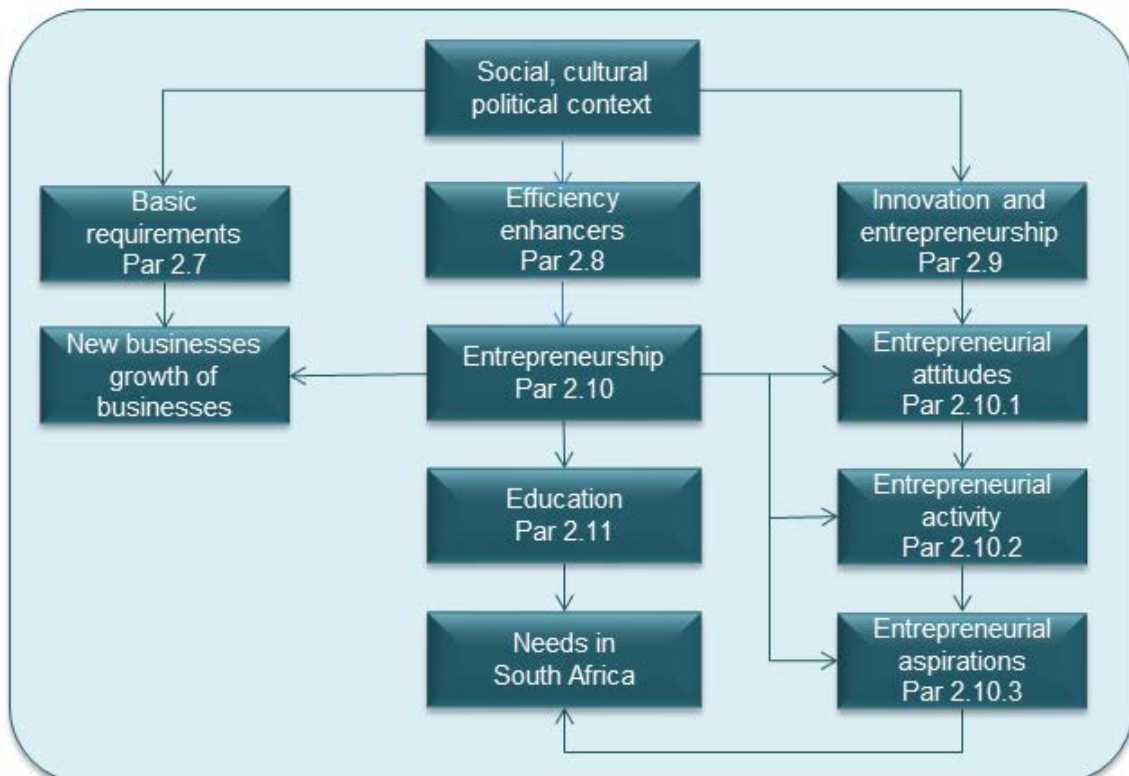 Social, cultural
political context
Basic
requirements
Par 2.7
Efficiency
enhancers
Par 2.8
Innovation and
entrepreneurship
Par 2.9
New businesses
growth of
businesses
Entrepreneurship
Par 2.10
Entrepreneurial
attitudes
Par 2.10.1
Education
Par 2.11
Entrepreneurial
activity
Par 2.10.2
Needs in
South Africa
Entrepreneurial
aspirations
Par 2.10.3